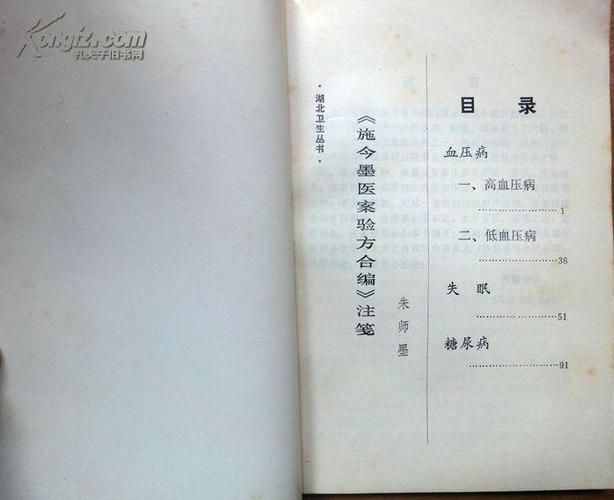 Kongfz.com
孔夫子旧书网
·湖北卫生丛书·
《施今墨医案验方合编》注笺
朱师墨
目 录
血压病
一、高血压病
……………………1
二、低血压病
……………………36
失 眠
……………………51
糖尿病
……………………91